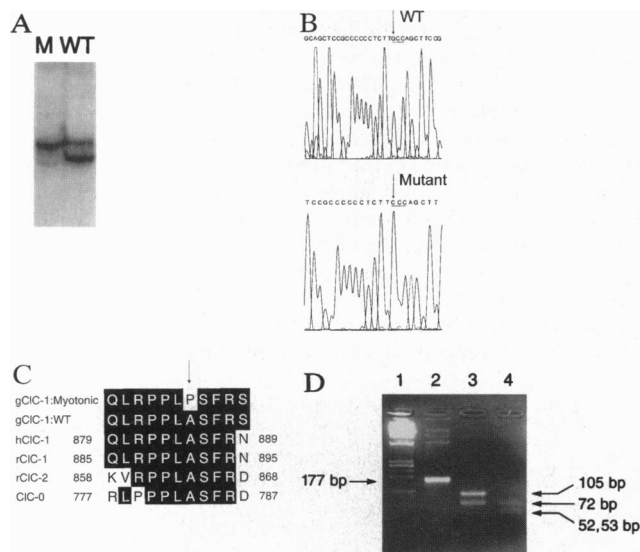 A
M WT
B
WT
GCAGCTCCGCCCCCCTCTTGCCAGCTTCCG
Mutant
TCCGCCCCCCTCTTCCCAGCTT
C
gClC-1:Myotonic QLRPPLPSFRS
gClC-1:WT QLRPPLASFRS
hClC-1 879 QLRPPLASFRN 889
rClC-1 885 QLRPPLASFRN 895
rClC-2 858 KVRPPLASFRD 868
ClC-0 777 RLPPPLASFRD 787
D
1 2 3 4
177 bp
105 bp
72 bp
52,53 bp